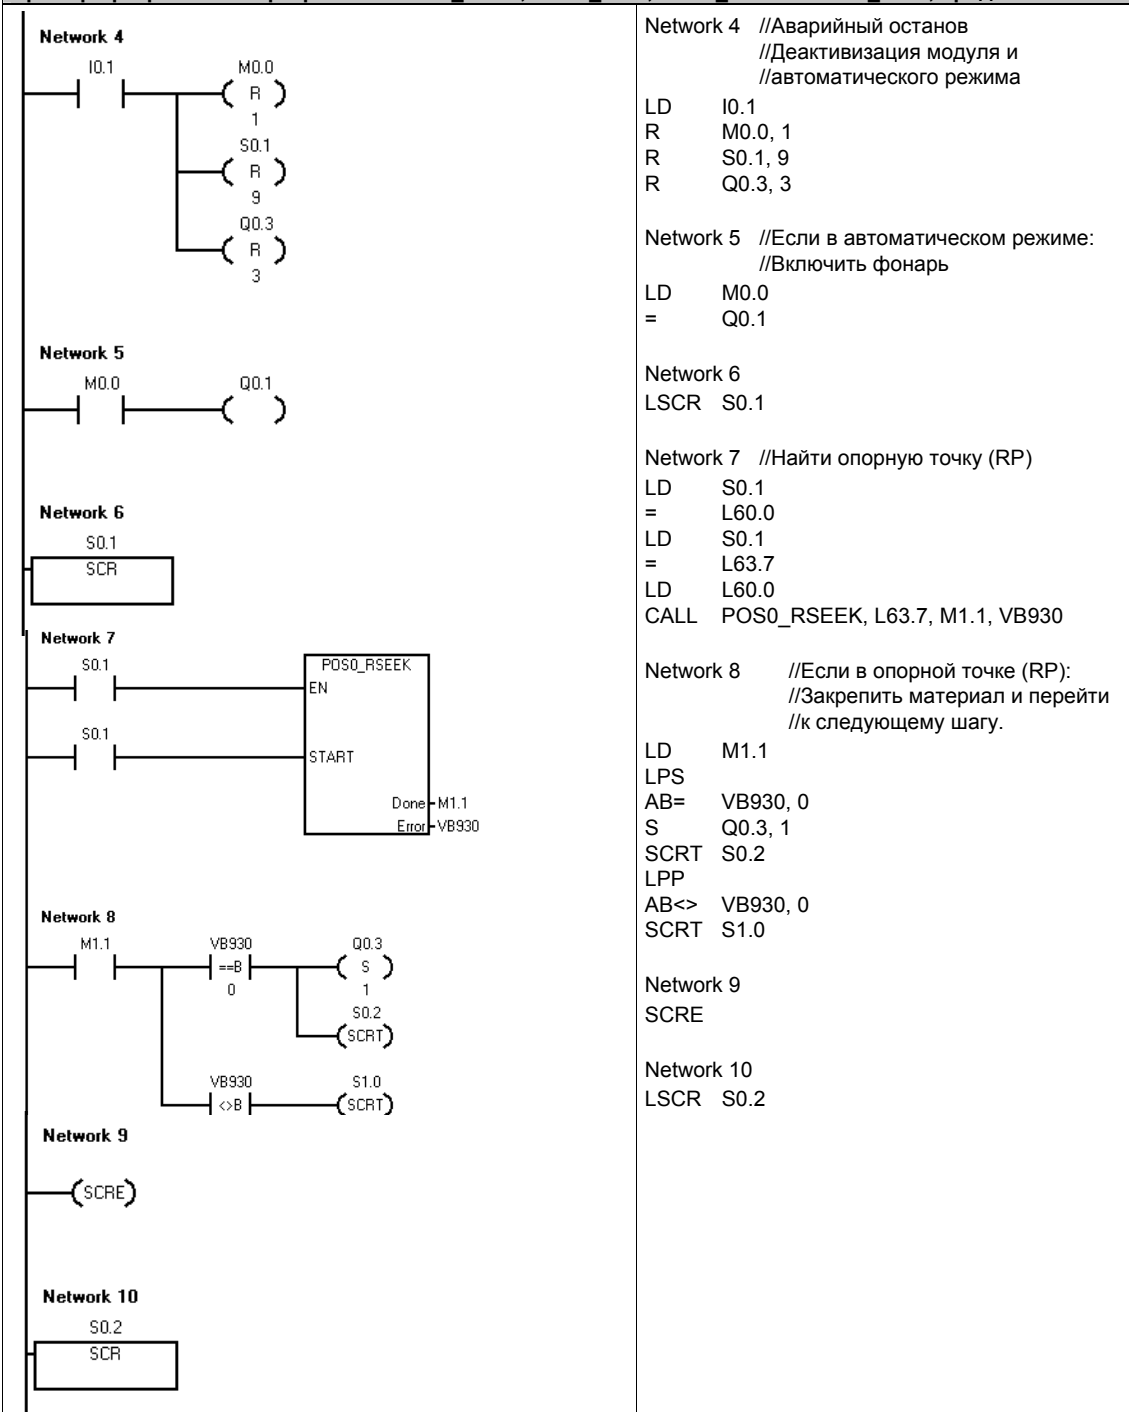 Network 4
I0.1 M0.0
R
1
S0.1
R
9
Q0.3
R
3
Network 5
M0.0 Q0.1
Network 6
S0.1
SCR
Network 7
S0.1 POS0_RSEEK
EN
S0.1
START
Done M1.1
Error VB930
Network 8
M1.1 VB930 Q0.3
==B S
0 1
S0.2
SCRT
VB930 S1.0
<>B SCRT
Network 9
SCRE
Network 10
S0.2
SCR
Network 4 //Аварийный останов
//Деактивизация модуля и
//автоматического режима
LD I0.1
R M0.0, 1
R S0.1, 9
R Q0.3, 3
Network 5 //Если в автоматическом режиме:
//Включить фонарь
LD M0.0
= Q0.1
Network 6
LSCR S0.1
Network 7 //Найти опорную точку (RP)
LD S0.1
= L60.0
LD S0.1
= L63.7
LD L60.0
CALL POS0_RSEEK, L63.7, M1.1, VB930
Network 8 //Если в опорной точке (RP):
//Закрепить материал и перейти
//к следующему шагу.
LD M1.1
LPS
AB= VB930, 0
S Q0.3, 1
SCRT S0.2
LPP
AB<> VB930, 0
SCRT S1.0
Network 9
SCRE
Network 10
LSCR S0.2